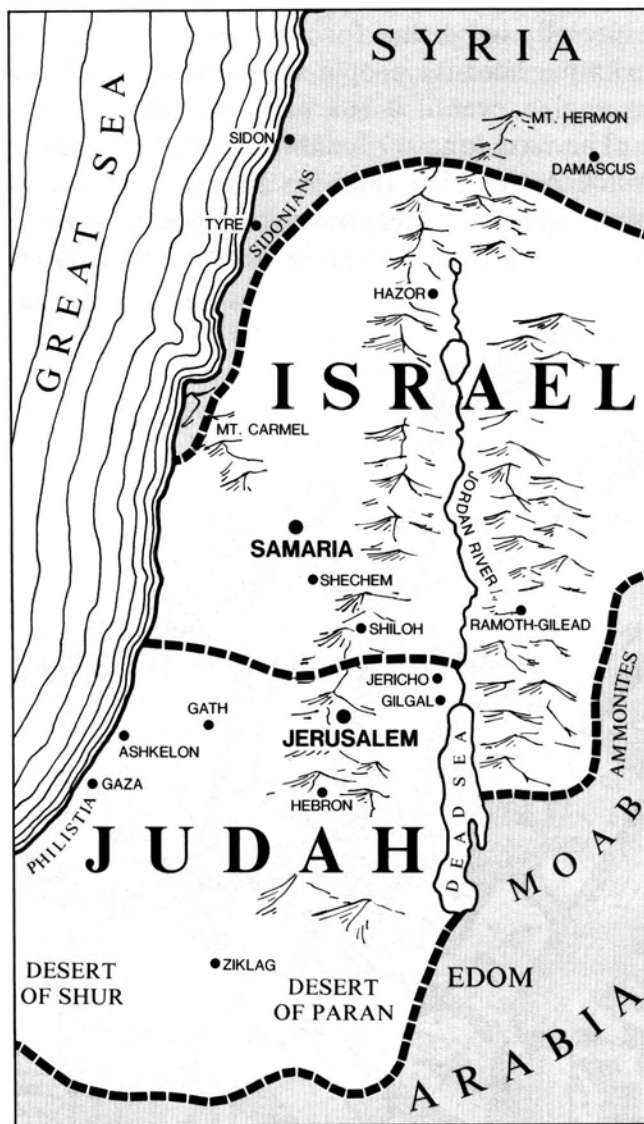 SYRIA
GREAT SEA
MT. HERMON
SIDON
DAMASCUS
SIDONIANS
TYRE
HAZOR
ISRAEL
MT. CARMEL
JORDAN RIVER
SAMARIA
SHECHEM
RAMOTH-GILEAD
SHILOH
JERICHO
GILGAL
GATH
JERUSALEM
ASHKELON
AMMONITES
GAZA
HEBRON
DEAD SEA
PHILISTIA
JUDAH
MOAB
ZIKLAG
DESERT
OF SHUR
DESERT
OF PARAN
EDOM
ARABIA